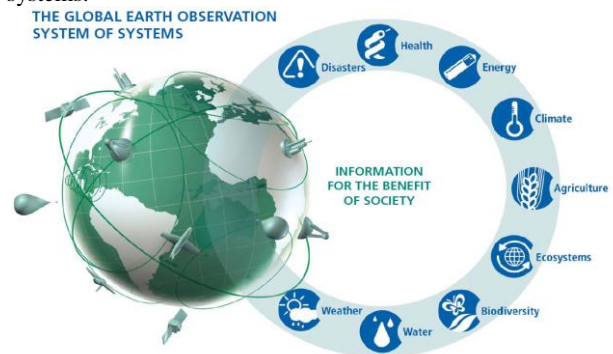 systems.
THE GLOBAL EARTH OBSERVATION
SYSTEM OF SYSTEMS
Health
Disasters
Energy
Climate
INFORMATION
FOR THE BENEFIT
OF SOCIETY
Agriculture
Ecosystems
Biodiversity
Weather
Water